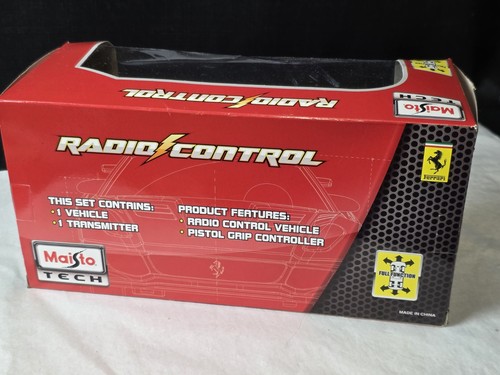 RADIO CONTROL
Maisto
TECH
RADIO CONTROL
Ferrari
THIS SET CONTAINS:
• 1 VEHICLE
• 1 TRANSMITTER
PRODUCT FEATURES:
• RADIO CONTROL VEHICLE
• PISTOL GRIP CONTROLLER
Maisto
TECH
FULL FUNCTION
MADE IN CHINA